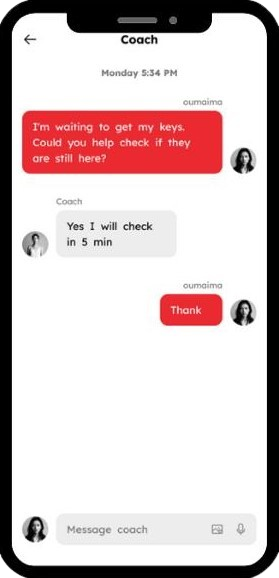 Coach
Monday 5:34 PM
oumaima
I'm waiting to get my keys.
Could you help check if they
are still here?
Coach
Yes I will check
in 5 min
oumaima
Thank
Message coach